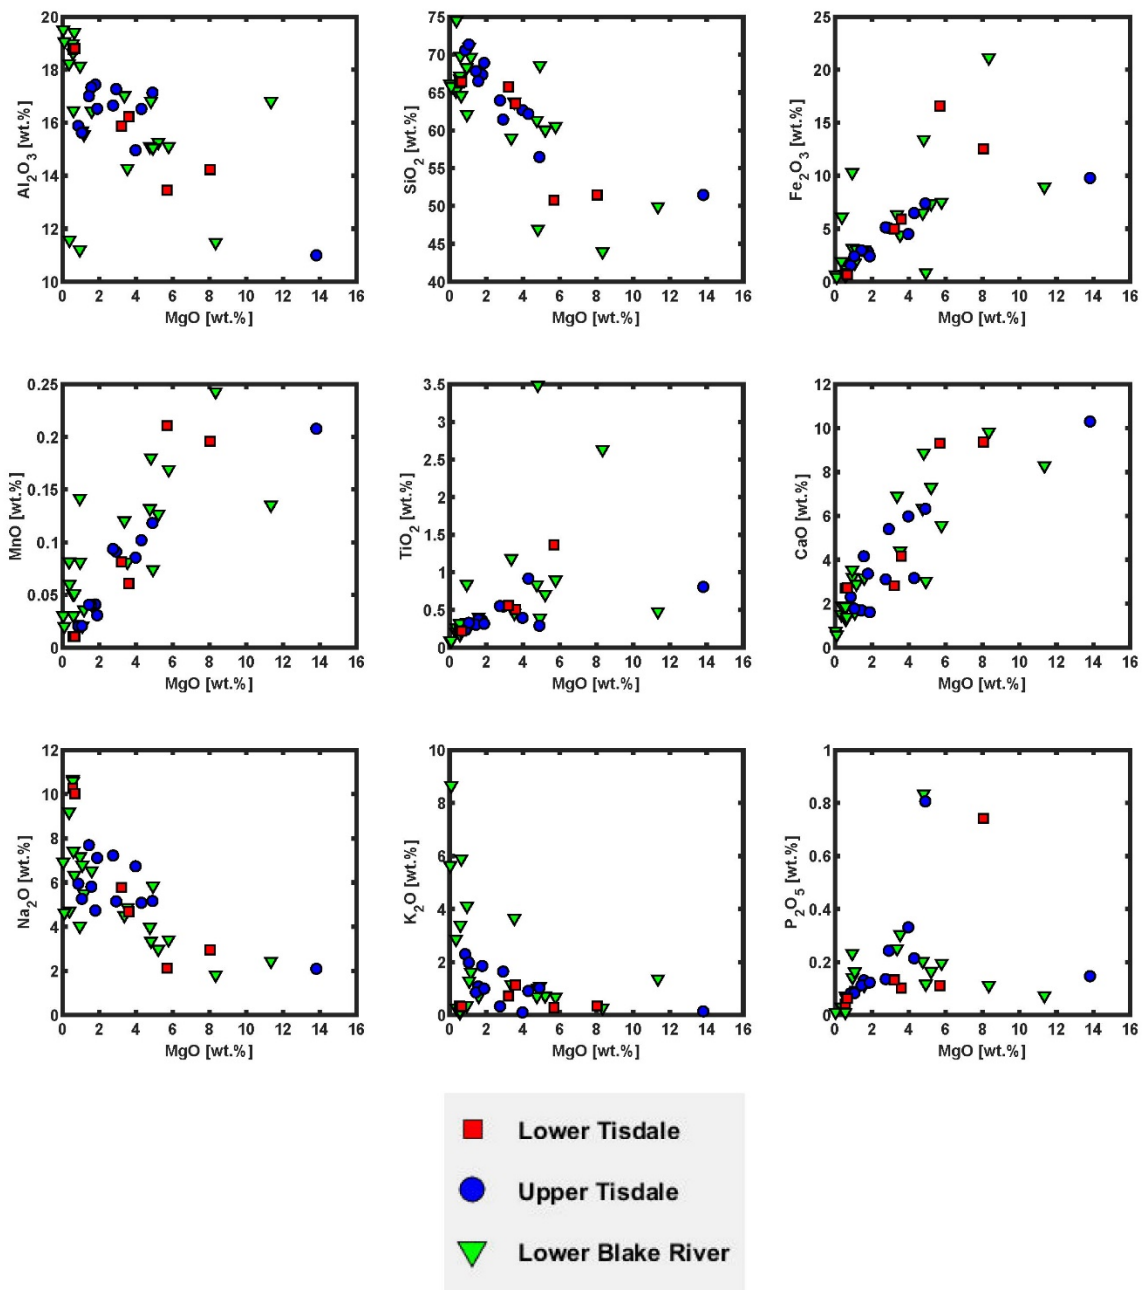 20
18
16
14
12
10
Al₂O₃ [wt.%]
0 2 4 6 8 10 12 14 16
MgO [wt.%]
75
70
65
60
55
50
45
40
SiO₂ [wt.%]
0 2 4 6 8 10 12 14 16
MgO [wt.%]
25
20
15
10
5
0
Fe₂O₃ [wt.%]
0 2 4 6 8 10 12 14 16
MgO [wt.%]
0.25
0.2
0.15
0.1
0.05
0
MnO [wt.%]
0 2 4 6 8 10 12 14 16
MgO [wt.%]
3.5
3
2.5
2
1.5
1
0.5
0
TiO₂ [wt.%]
0 2 4 6 8 10 12 14 16
MgO [wt.%]
12
10
8
6
4
2
0
CaO [wt.%]
0 2 4 6 8 10 12 14 16
MgO [wt.%]
12
10
8
6
4
2
0
Na₂O [wt.%]
0 2 4 6 8 10 12 14 16
MgO [wt.%]
10
8
6
4
2
0
K₂O [wt.%]
0 2 4 6 8 10 12 14 16
MgO [wt.%]
1
0.8
0.6
0.4
0.2
0
P₂O₅ [wt.%]
0 2 4 6 8 10 12 14 16
MgO [wt.%]
Lower Tisdale
Upper Tisdale
Lower Blake River